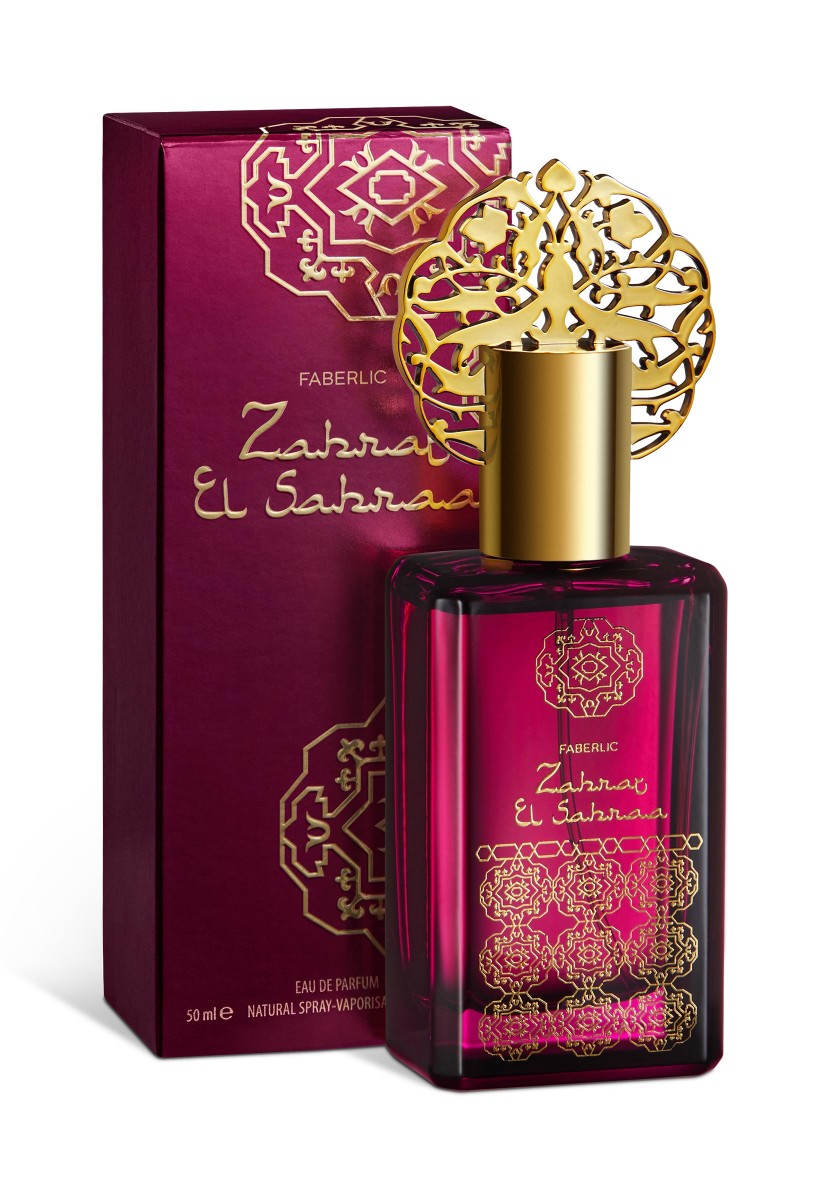 FABERLIC
Zahrat
El Sahraa
EAU DE PARFUM
50 ml e NATURAL SPRAY-VAPORISA
FABERLIC
Zahrat
El Sahraa